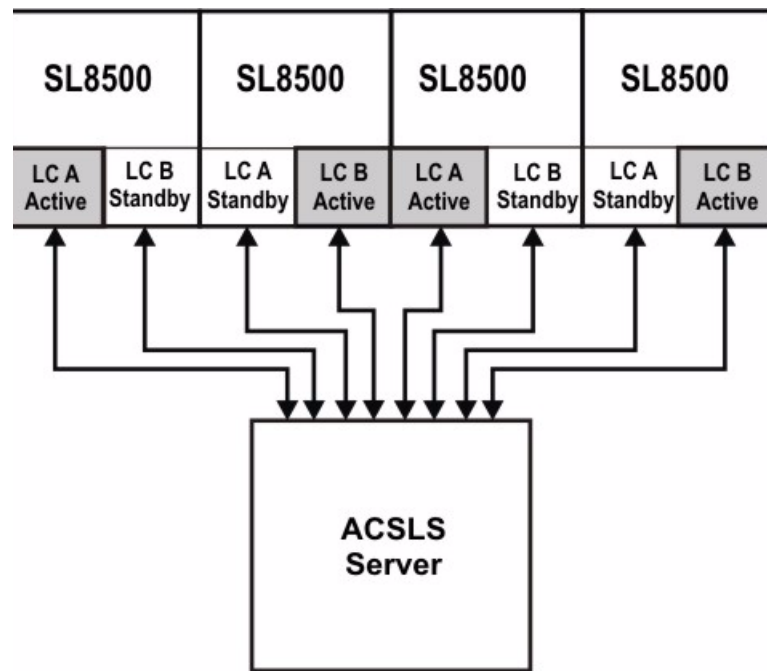 SL8500
SL8500
SL8500
SL8500
LC A
Active
LC B
Standby
LC A
Standby
LC B
Active
LC A
Active
LC B
Standby
LC A
Standby
LC B
Active
ACSLS
Server